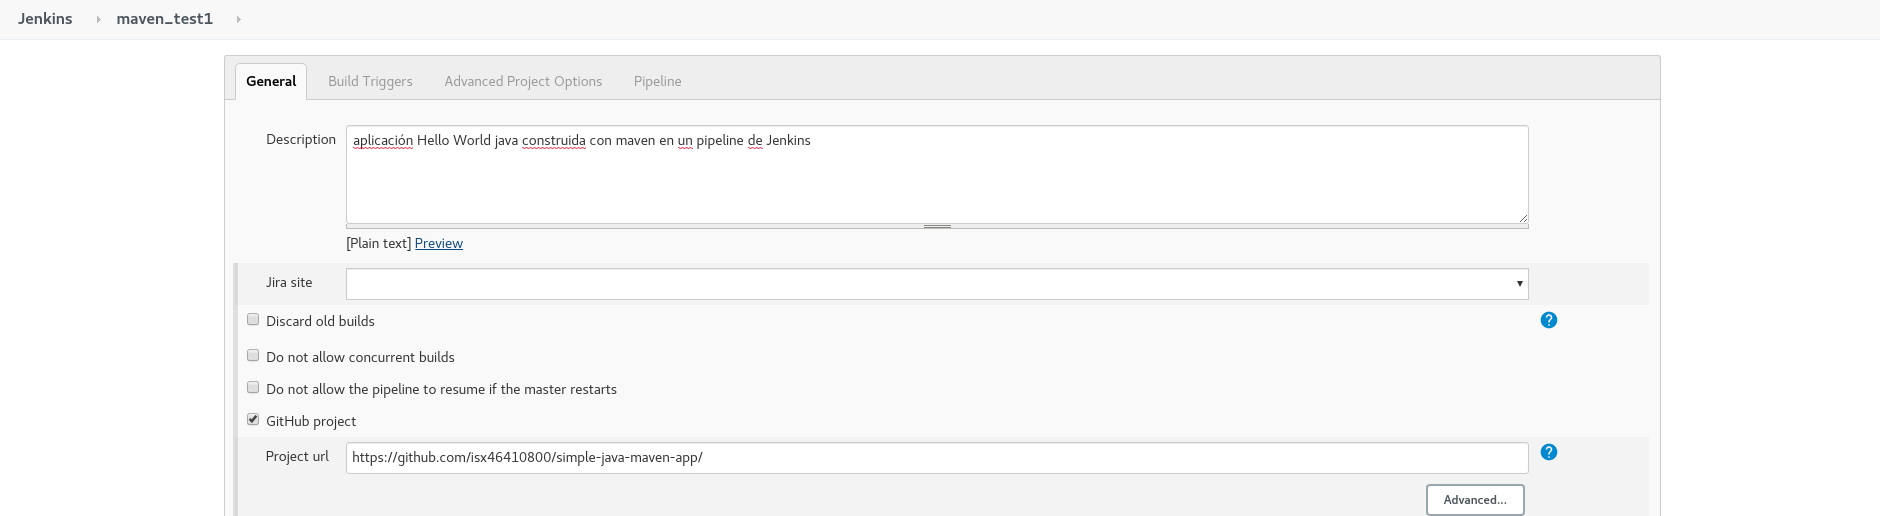 Jenkins maven_test1
General Build Triggers Advanced Project Options Pipeline
Description aplicación Hello World java construida con maven en un pipeline de Jenkins
[Plain text] Preview
Jira site
Discard old builds
Do not allow concurrent builds
Do not allow the pipeline to resume if the master restarts
GitHub project
Project url https://github.com/isx46410800/simple-java-maven-app/
Advanced...